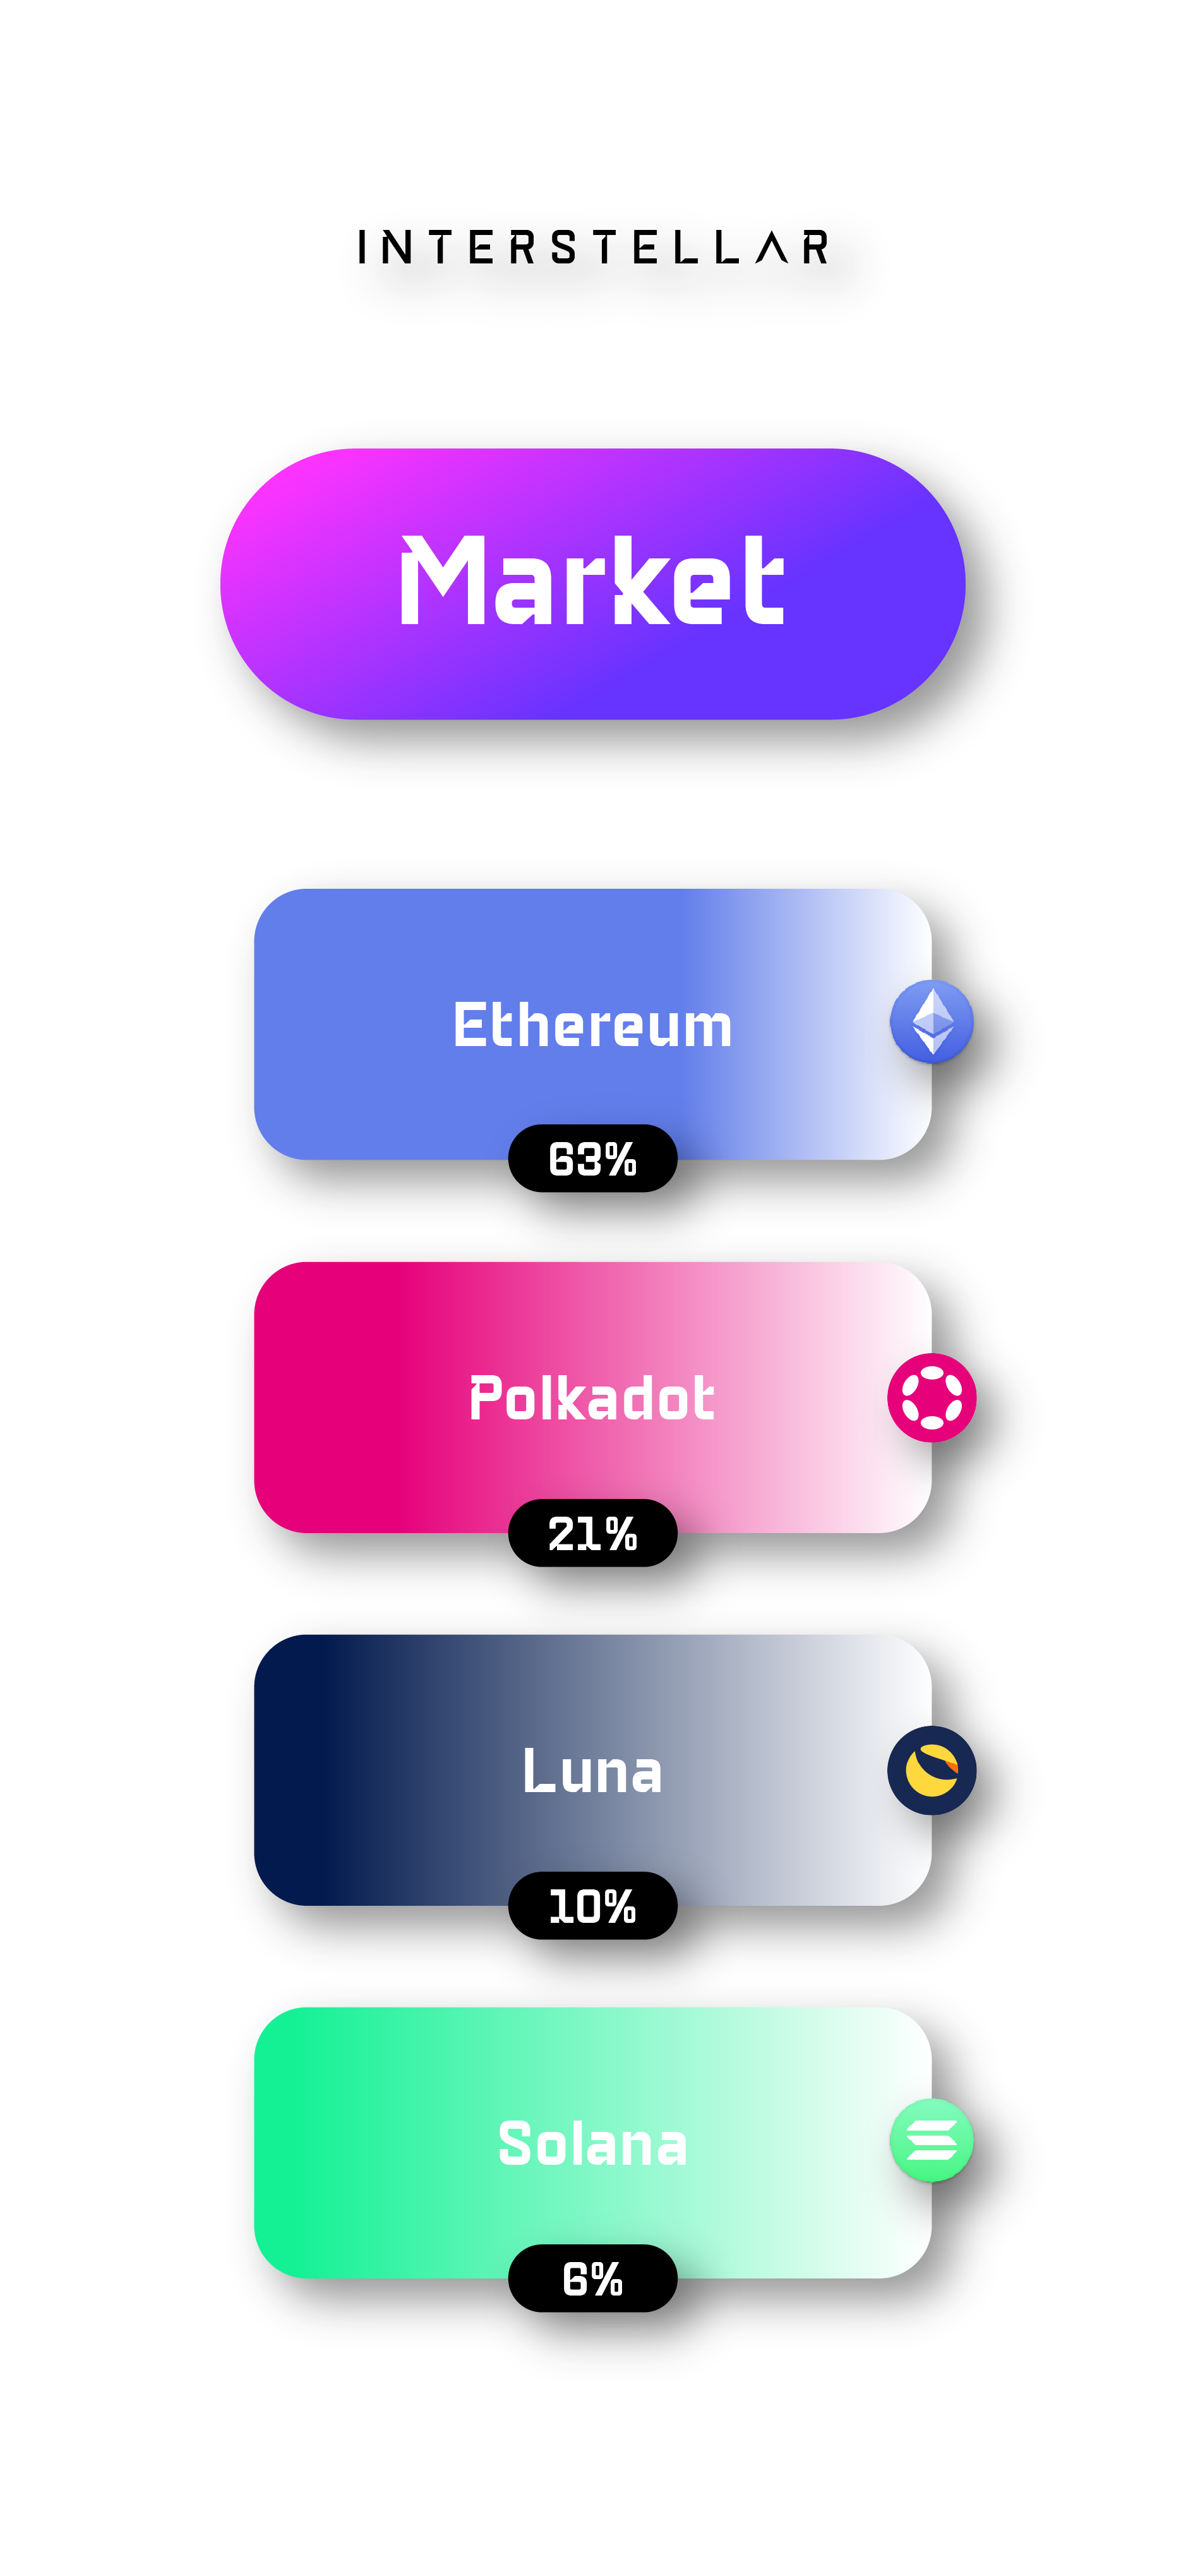 INTERSTELLAR
Market
Ethereum
63%
Polkadot
21%
Luna
10%
Solana
6%